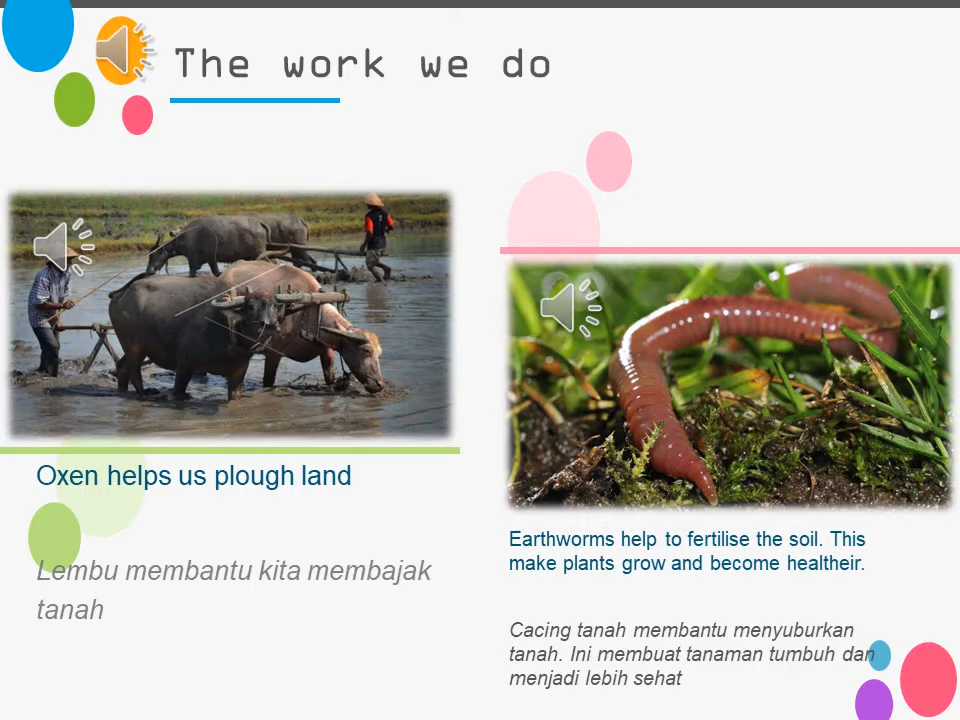 The work we do
Oxen helps us plough land
Lembu membantu kita membajak
tanah
Earthworms help to fertilise the soil. This
make plants grow and become healtheir.
Cacing tanah membantu menyuburkan
tanah. Ini membuat tanaman tumbuh dan
menjadi lebih sehat